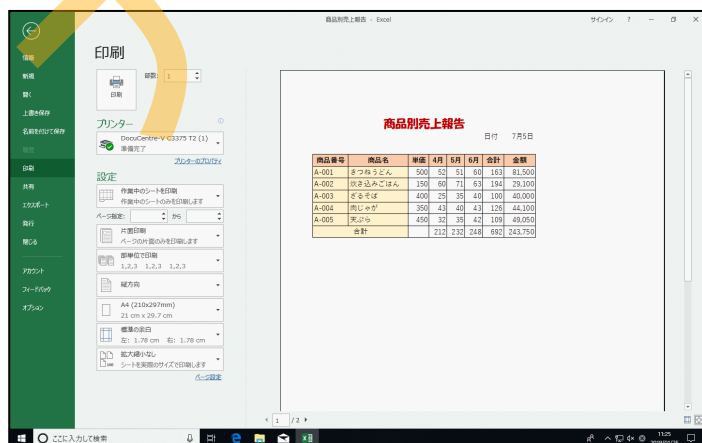 商品別売上報告 - Excel
サインイン ? － ✕
情報
新規
開く
上書き保存
名前を付けて保存
印刷
共有
エクスポート
発行
閉じる
アカウント
フィードバック
オプション
印刷
部数: 1
印刷
プリンター
DocuCentre-V C3375 T2 (1)
準備完了
プリンターのプロパティ
設定
作業中のシートを印刷
作業中のシートのみを印刷します
ページ指定: から
片面印刷
ページの片面のみを印刷します
部単位で印刷
1,2,3 1,2,3 1,2,3
縦方向
A4 (210x297mm)
21 cm x 29.7 cm
標準の余白
左: 1.78 cm 右: 1.78 cm
拡大縮小なし
シートを実際のサイズで印刷します
ページ設定
商品別売上報告
日付 7月5日
商品番号 商品名 単価 4月 5月 6月 合計 金額
A-001 きつねうどん 500 52 51 60 163 81,500
A-002 炊き込みごはん 150 60 71 63 194 29,100
A-003 ざるそば 400 25 35 40 100 40,000
A-004 肉じゃが 350 43 40 43 126 44,100
A-005 天ぷら 450 32 35 42 109 49,050
合計 212 232 248 692 243,750
1 / 2
ここに入力して検索
11:25